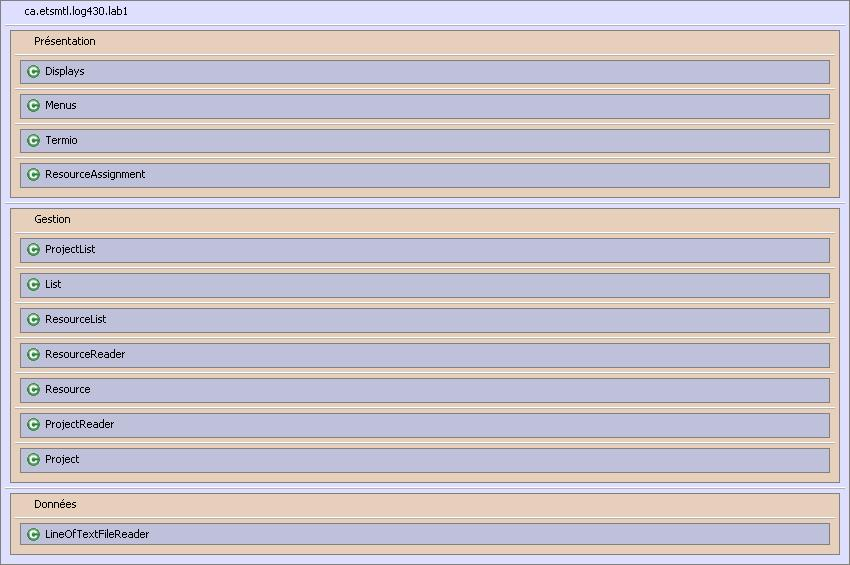 ca.etsmtl.log430.lab1
Présentation
Displays
Menus
Termio
ResourceAssignment
Gestion
ProjectList
List
ResourceList
ResourceReader
Resource
ProjectReader
Project
Données
LineOfTextFileReader